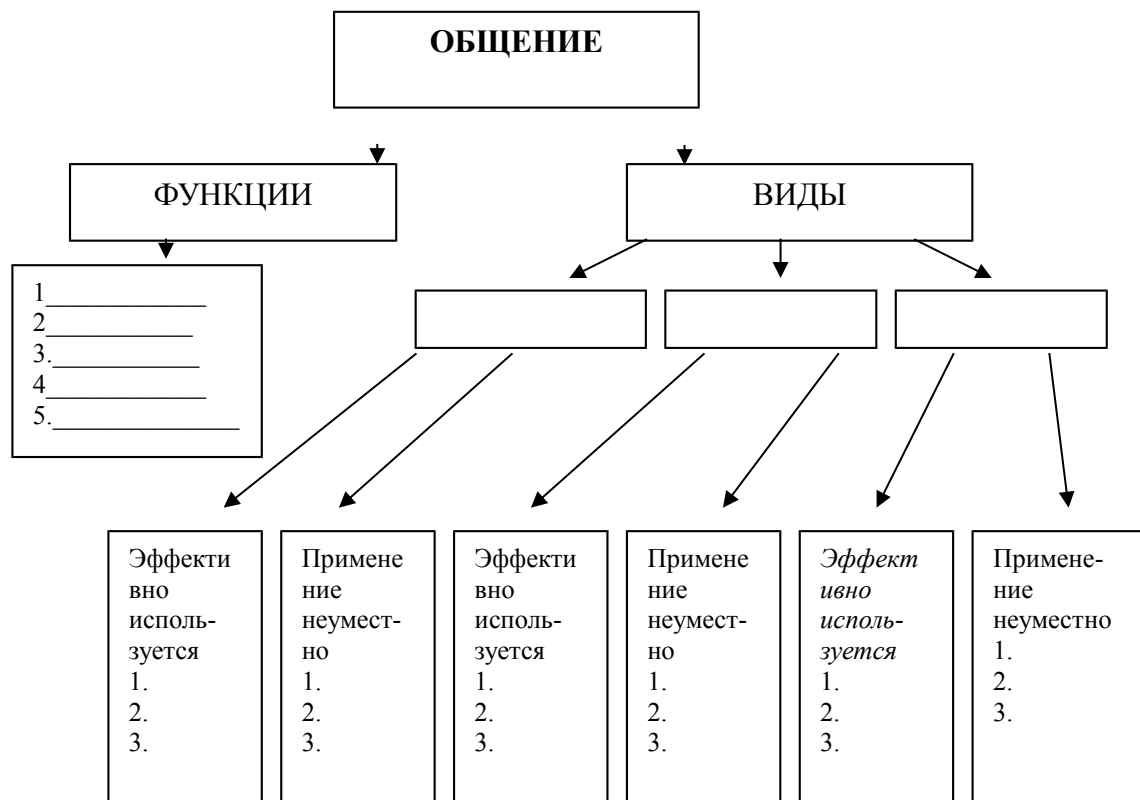 ОБЩЕНИЕ
ФУНКЦИИ
ВИДЫ
1____________
2___________
3.___________
4____________
5.______________
Эффекти
вно
исполь-
зуется
1.
2.
3.
Примене
ние
неумест-
но
1.
2.
3.
Эффекти
вно
исполь-
зуется
1.
2.
3.
Примене
ние
неумест-
но
1.
2.
3.
Эффект
ивно
исполь-
зуется
1.
2.
3.
Примене-
ние
неуместно
1.
2.
3.